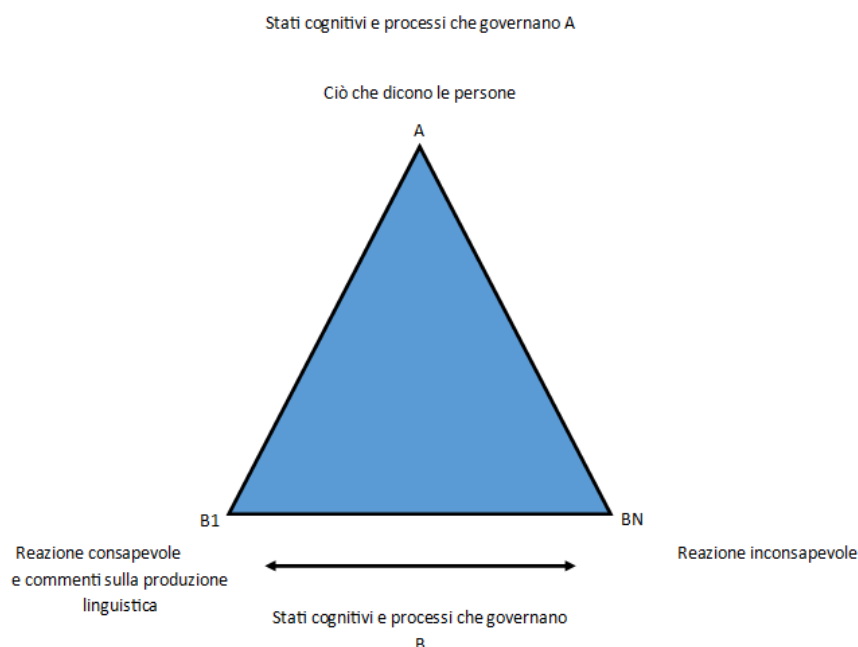 Stati cognitivi e processi che governano A
Ciò che dicono le persone
A
B1
BN
Reazione consapevole
e commenti sulla produzione
linguistica
Reazione inconsapevole
Stati cognitivi e processi che governano
B